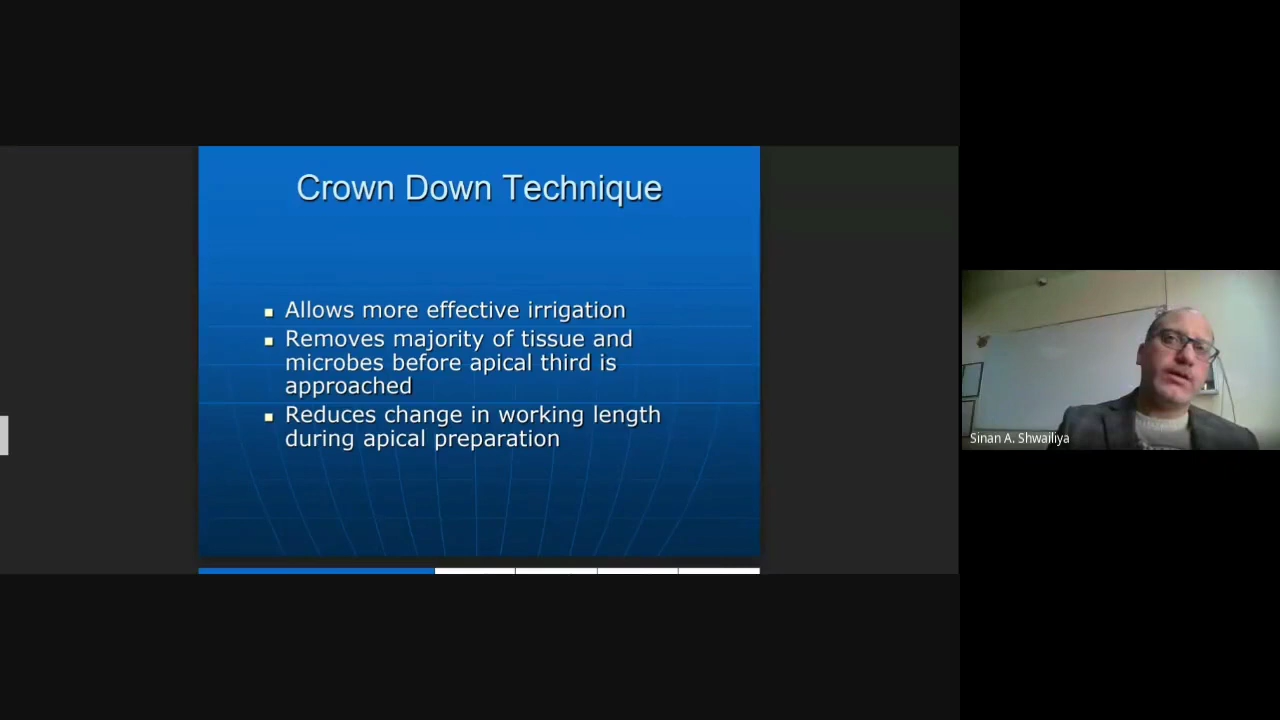 Crown Down Technique
Allows more effective irrigation
Removes majority of tissue and
microbes before apical third is
approached
Reduces change in working length
during apical preparation
Sinan A. Shwailiya